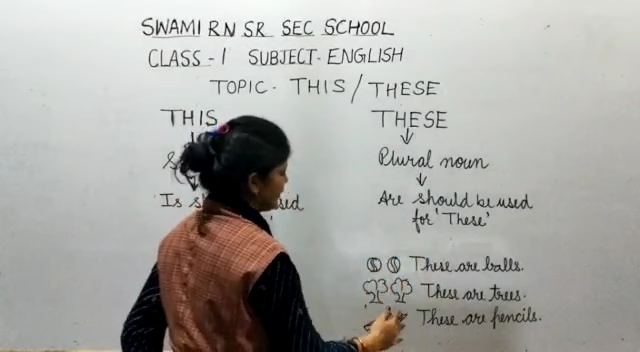 SWAMI RN SR SEC SCHOOL
CLASS - 1 SUBJECT. ENGLISH
TOPIC. THIS / THESE
THIS
Is
THESE
Plural noun
Are should be used
for 'These'
These are balls.
These are trees.
These are pencils.